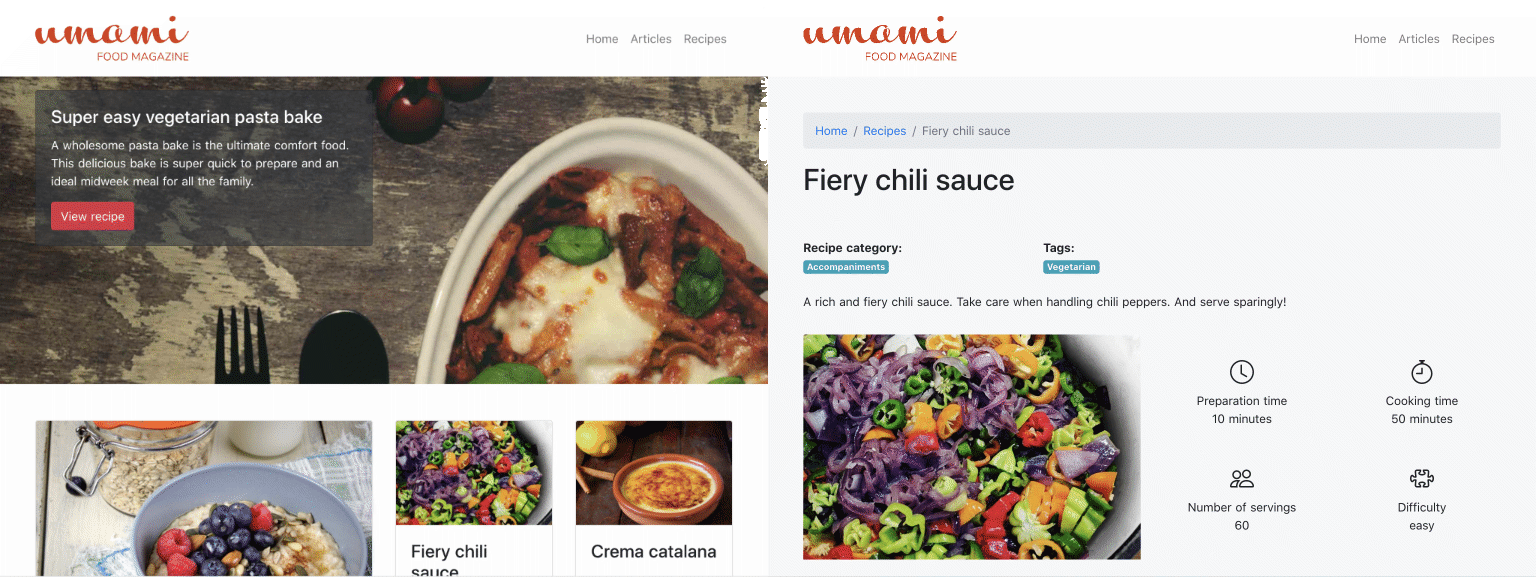 umami
FOOD MAGAZINE
Home Articles Recipes
Super easy vegetarian pasta bake
A wholesome pasta bake is the ultimate comfort food.
This delicious bake is super quick to prepare and an
ideal midweek meal for all the family.
View recipe
Fiery chili
sauce
Crema catalana
umami
FOOD MAGAZINE
Home Articles Recipes
Home / Recipes / Fiery chili sauce
Fiery chili sauce
Recipe category:
Accompaniments
Tags:
Vegetarian
A rich and fiery chili sauce. Take care when handling chili peppers. And serve sparingly!
Preparation time
10 minutes
Cooking time
50 minutes
Number of servings
60
Difficulty
easy